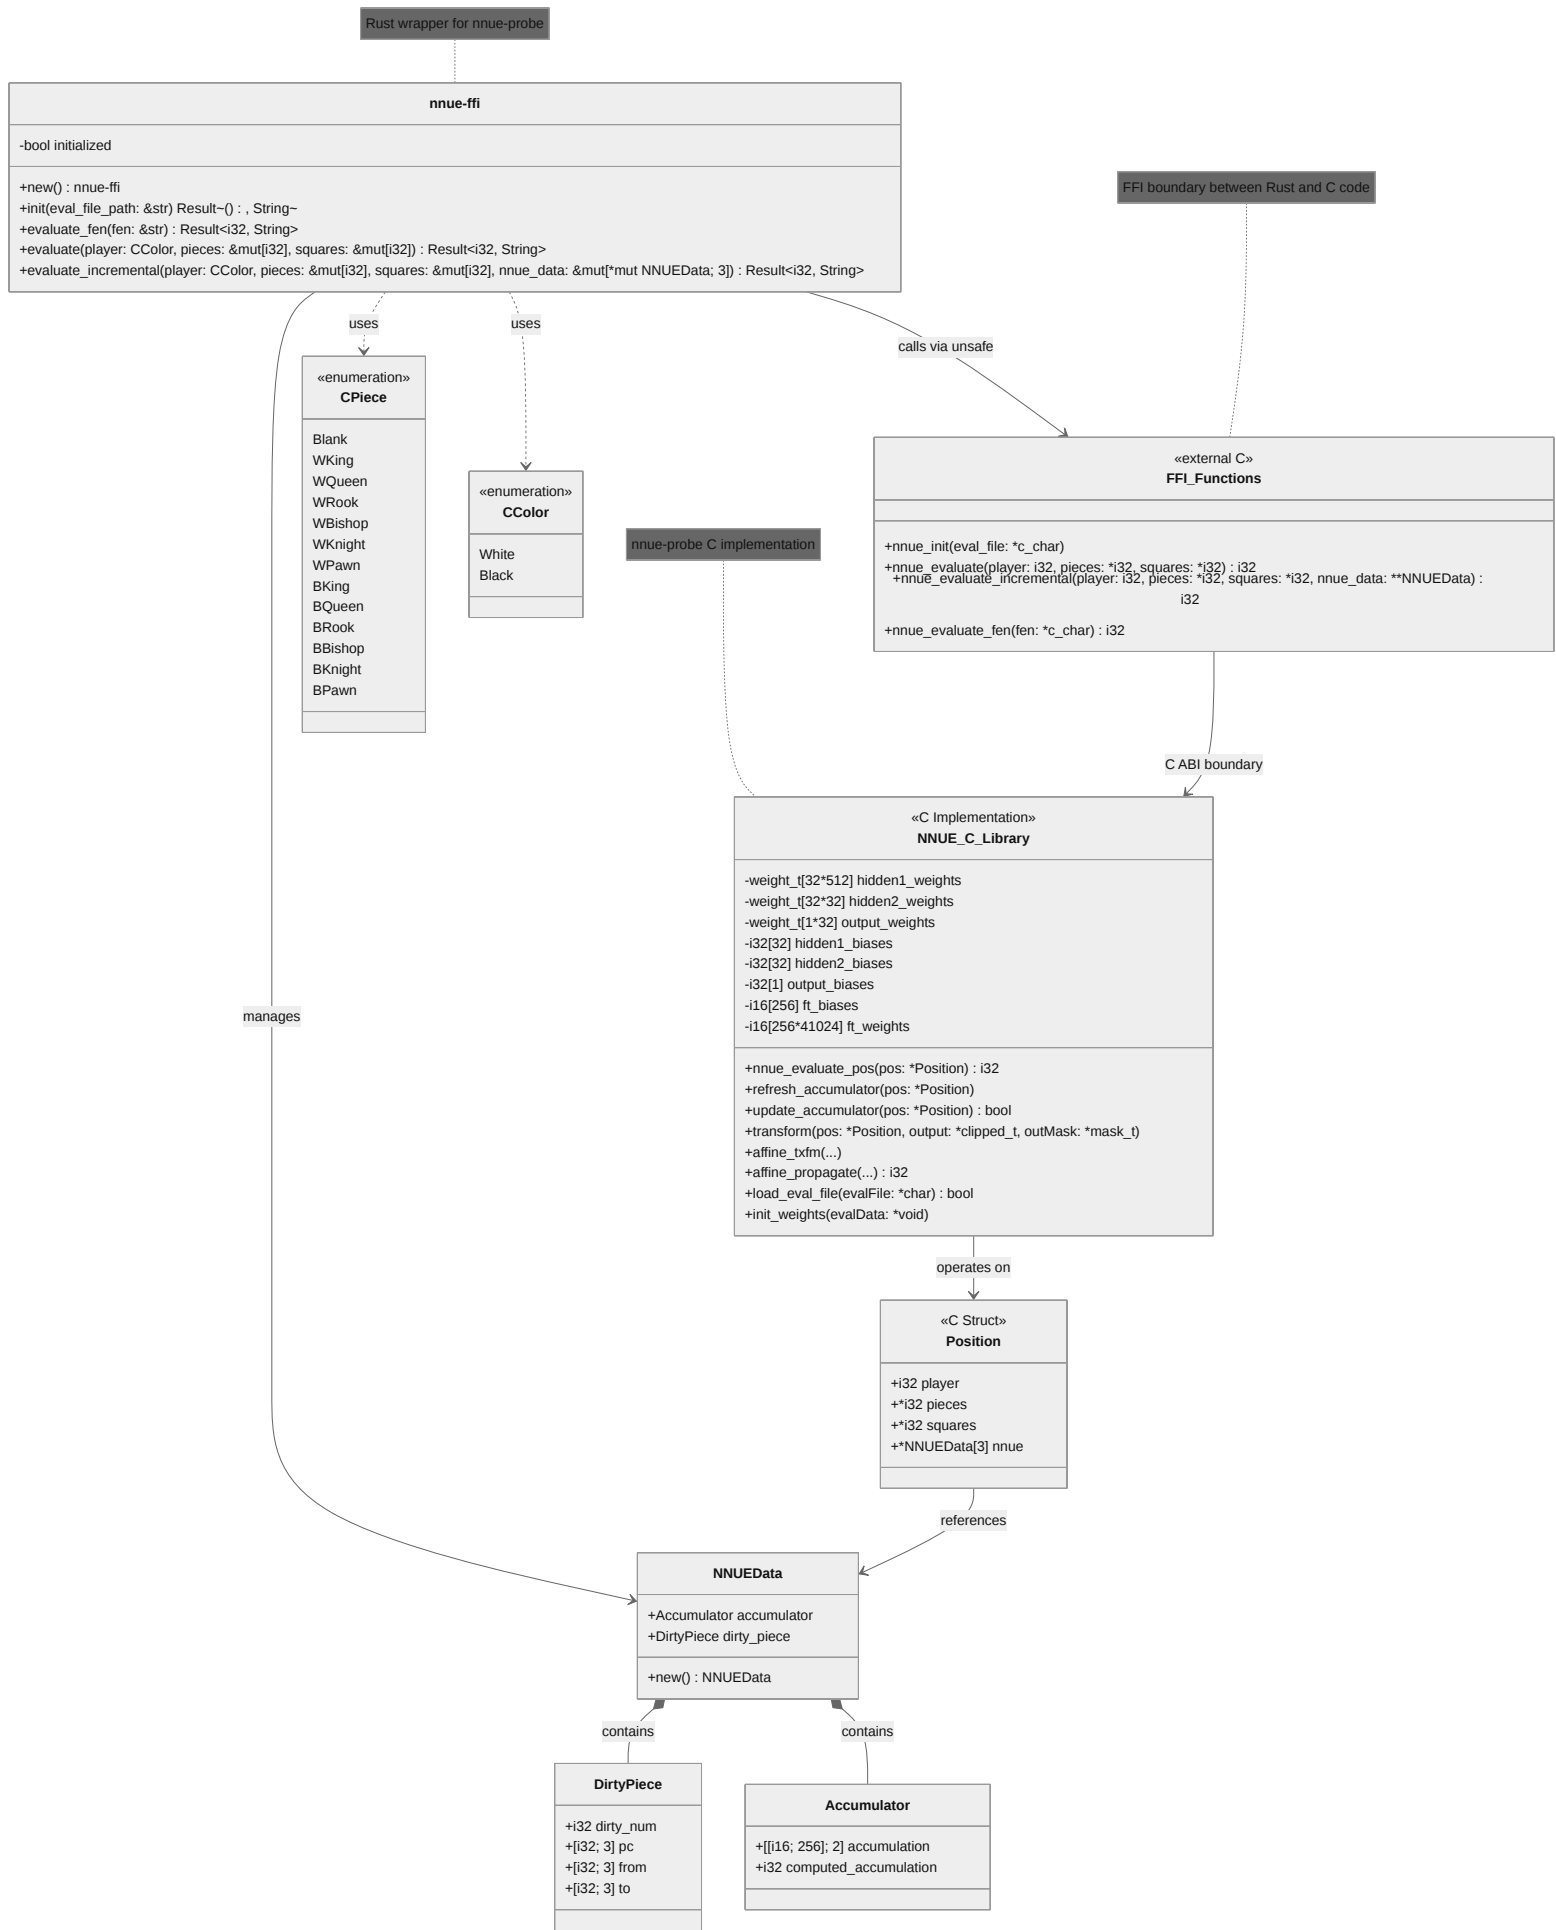 Rust wrapper for nnue-probe
nnue-ffi
-bool initialized
+new() : nnue-ffi
+init(eval_file_path: &str) Result~() : , String~
+evaluate_fen(fen: &str) : Result<i32, String>
+evaluate(player: CColor, pieces: &mut[i32], squares: &mut[i32]) : Result<i32, String>
+evaluate_incremental(player: CColor, pieces: &mut[i32], squares: &mut[i32], nnue_data: &mut[*mut NNUEData; 3]) : Result<i32, String>
FFI boundary between Rust and C code
uses
uses
calls via unsafe
«enumeration»
CPiece
Blank
WKing
WQueen
WRook
WBishop
WKnight
WPawn
BKing
BQueen
BRook
BBishop
BKnight
BPawn
«enumeration»
CColor
White
Black
nnue-probe C implementation
«external C»
FFI_Functions
+nnue_init(eval_file: *c_char)
+nnue_evaluate(player: i32, pieces: *i32, squares: *i32) : i32
+nnue_evaluate_incremental(player: i32, pieces: *i32, squares: *i32, nnue_data: **NNUEData) :
i32
+nnue_evaluate_fen(fen: *c_char) : i32
C ABI boundary
«C Implementation»
NNUE_C_Library
-weight_t[32*512] hidden1_weights
-weight_t[32*32] hidden2_weights
-weight_t[1*32] output_weights
-i32[32] hidden1_biases
-i32[32] hidden2_biases
-i32[1] output_biases
-i16[256] ft_biases
-i16[256*41024] ft_weights
+nnue_evaluate_pos(pos: *Position) : i32
+refresh_accumulator(pos: *Position)
+update_accumulator(pos: *Position) : bool
+transform(pos: *Position, output: *clipped_t, outMask: *mask_t)
+affine_txfm(...)
+affine_propagate(...) : i32
+load_eval_file(evalFile: *char) : bool
+init_weights(evalData: *void)
manages
operates on
«C Struct»
Position
+i32 player
+*i32 pieces
+*i32 squares
+*NNUEData[3] nnue
references
NNUEData
+Accumulator accumulator
+DirtyPiece dirty_piece
+new() : NNUEData
contains
contains
DirtyPiece
+i32 dirty_num
+[i32; 3] pc
+[i32; 3] from
+[i32; 3] to
Accumulator
+[[i16; 256]; 2] accumulation
+i32 computed_accumulation